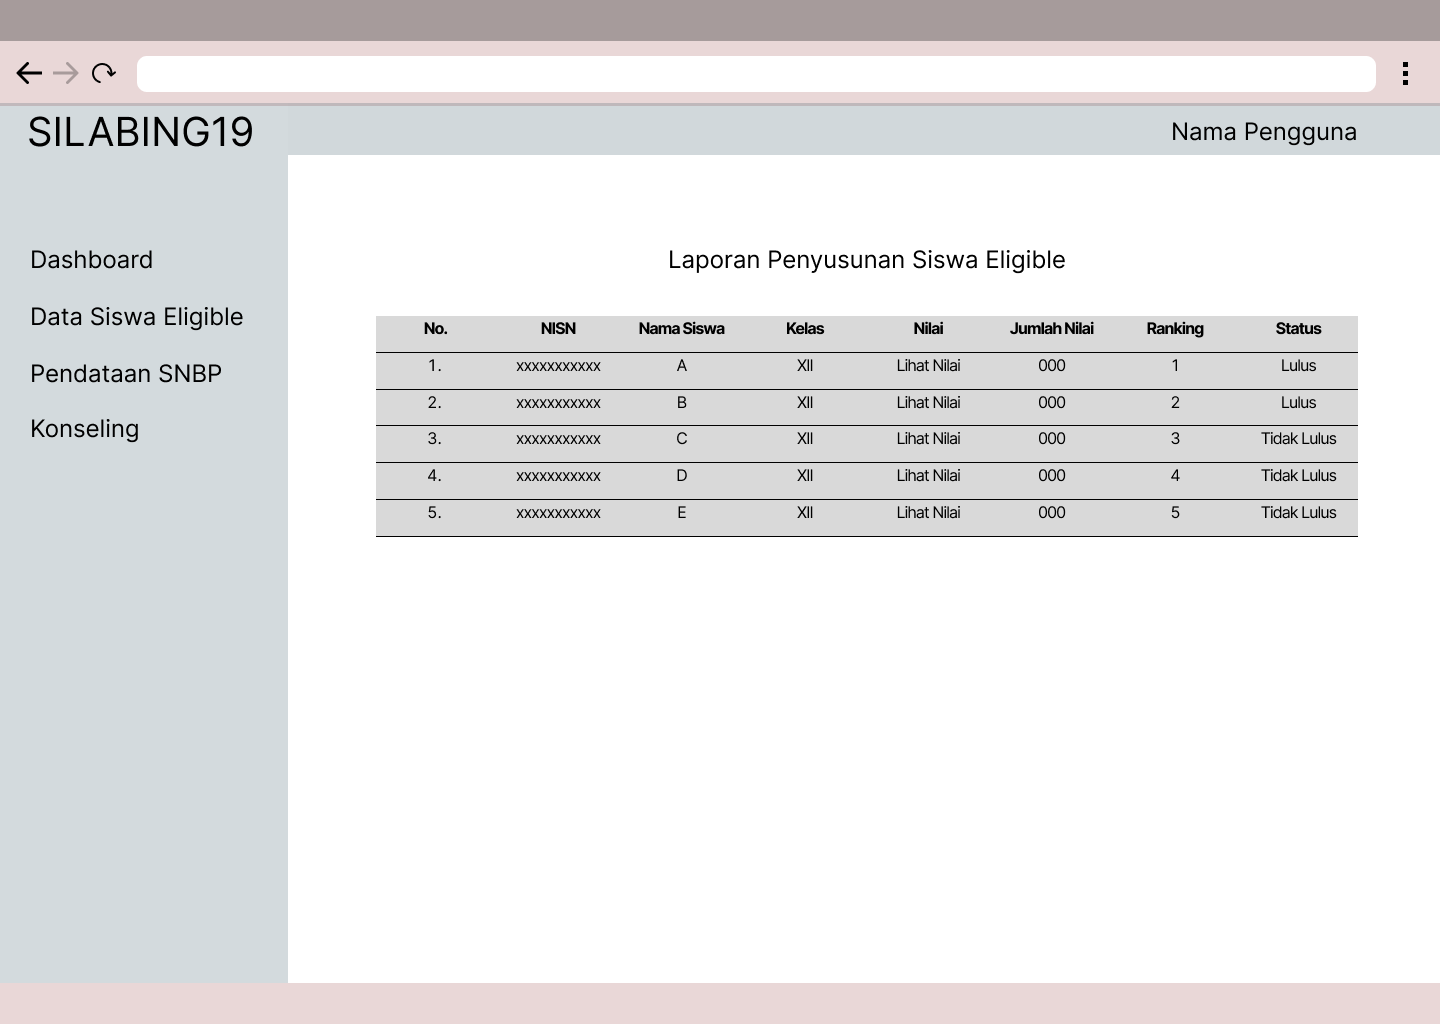 SILABING19
Nama Pengguna
Dashboard
Data Siswa Eligible
Pendataan SNBP
Konseling
Laporan Penyusunan Siswa Eligible
No. NISN Nama Siswa Kelas Nilai Jumlah Nilai Ranking Status
1. xxxxxxxxxxx A XII Lihat Nilai 000 1 Lulus
2. xxxxxxxxxxx B XII Lihat Nilai 000 2 Lulus
3. xxxxxxxxxxx C XII Lihat Nilai 000 3 Tidak Lulus
4. xxxxxxxxxxx D XII Lihat Nilai 000 4 Tidak Lulus
5. xxxxxxxxxxx E XII Lihat Nilai 000 5 Tidak Lulus